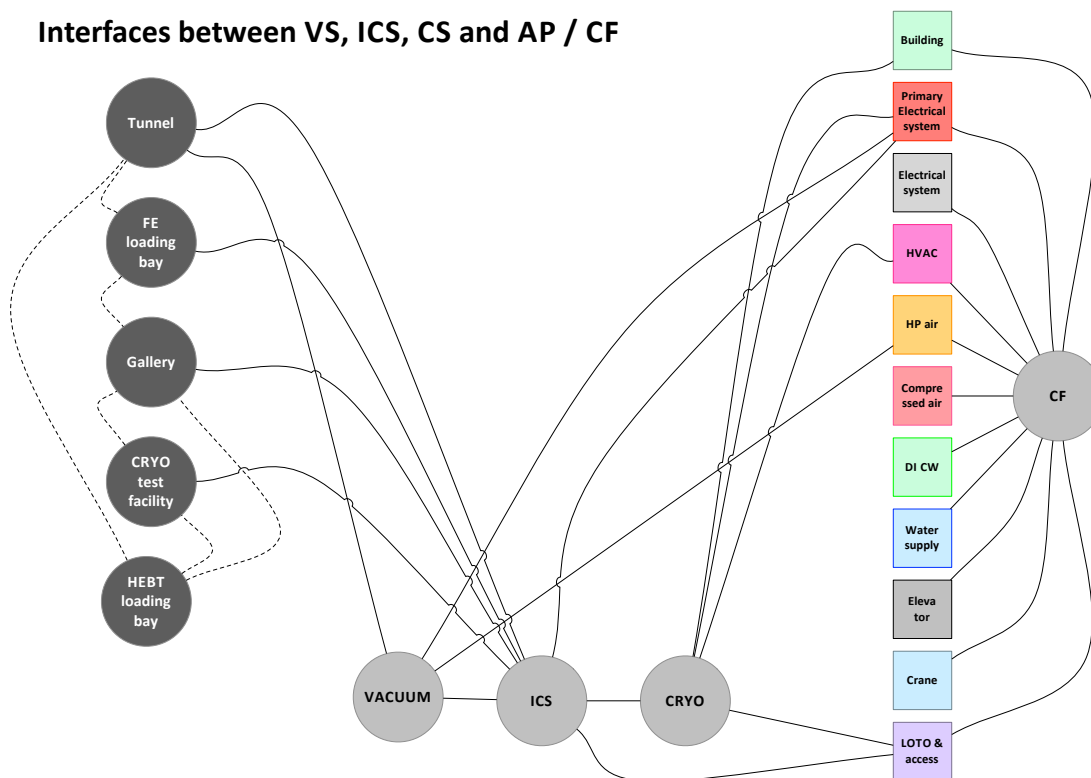 Interfaces between VS, ICS, CS and AP / CF
Tunnel
FE
loading
bay
Gallery
CRYO
test
facility
HEBT
loading
bay
VACUUM
ICS
CRYO
Building
Primary
Electrical
system
Electrical
system
HVAC
HP air
Compre
ssed air
DI CW
Water
supply
Eleva
tor
Crane
LOTO &
access
CF